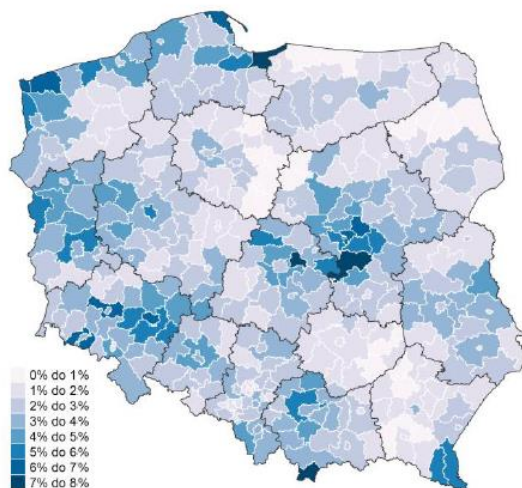 0% do 1%
1% do 2%
2% do 3%
3% do 4%
4% do 5%
5% do 6%
6% do 7%
7% do 8%